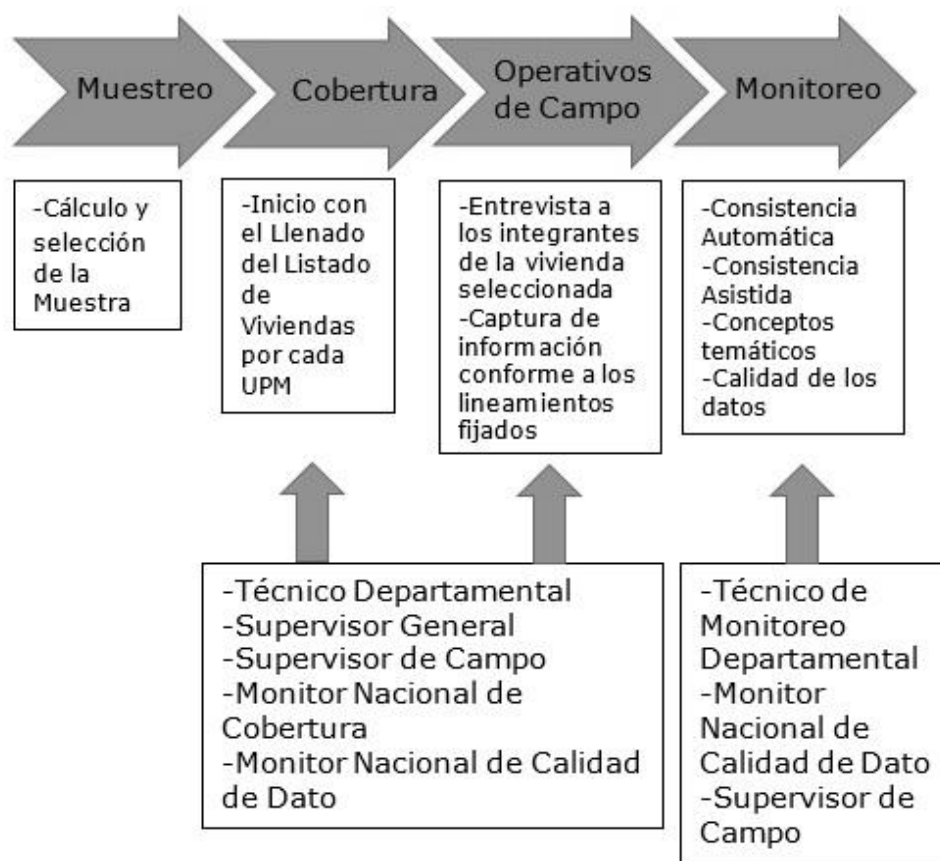 Muestreo
Cobertura
Operativos
de Campo
Monitoreo
-Cálculo y
selección
de la
Muestra
-Inicio con
el Llenado
del Listado
de
Viviendas
por cada
UPM
-Entrevista a
los integrantes
de la vivienda
seleccionada
-Captura de
información
conforme a los
lineamientos
fijados
-Consistencia
Automática
-Consistencia
Asistida
-Conceptos
temáticos
-Calidad de los
datos
-Técnico Departamental
-Supervisor General
-Supervisor de Campo
-Monitor Nacional de
Cobertura
-Monitor Nacional de Calidad
de Dato
-Técnico de
Monitoreo
Departamental
-Monitor
Nacional de
Calidad de Dato
-Supervisor de
Campo